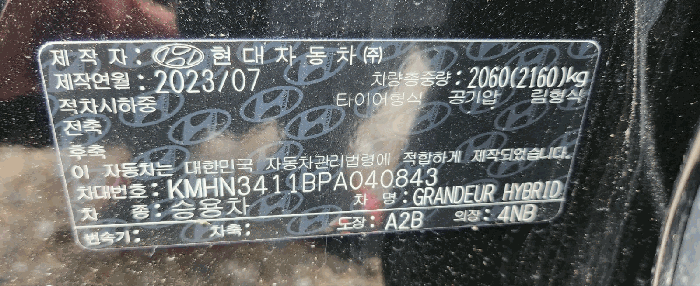 제 작 자 : HYUNDAI 현대자동차㈜
제작연월 : 2023/07 차량총중량 : 2060(2160)kg
적차시하중 타이어형식 공기압 림형식
전축
후축
이 자동차는 대한민국 자동차관리법령에 적합하게 제작되었습니다.
차대번호 : KMHN3411BPA040843
차 종 : 승용차 차 명 : GRANDEUR HYBRID
변속기 : 차축 : 도장 : A2B 의장 : 4NB